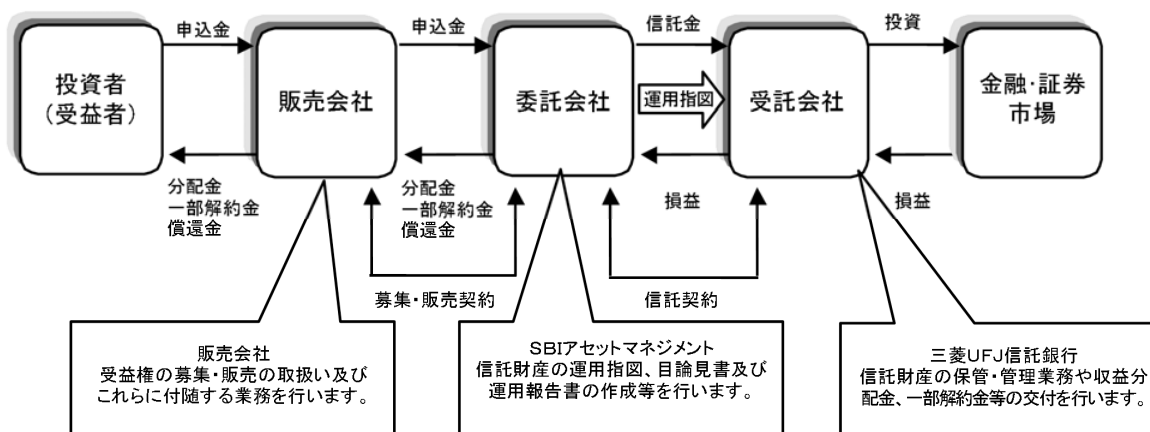 申込金
申込金
信託金
投資
投資者
(受益者)
販売会社
委託会社
運用指図
受託会社
金融・証券
市場
分配金
一部解約金
償還金
分配金
一部解約金
償還金
損益
損益
募集・販売契約
信託契約
販売会社
受益権の募集・販売の取扱い及び
これらに付随する業務を行います。
SBIアセットマネジメント
信託財産の運用指図、目論見書及び
運用報告書の作成等を行います。
三菱UFJ信託銀行
信託財産の保管・管理業務や収益分
配金、一部解約金等の交付を行います。